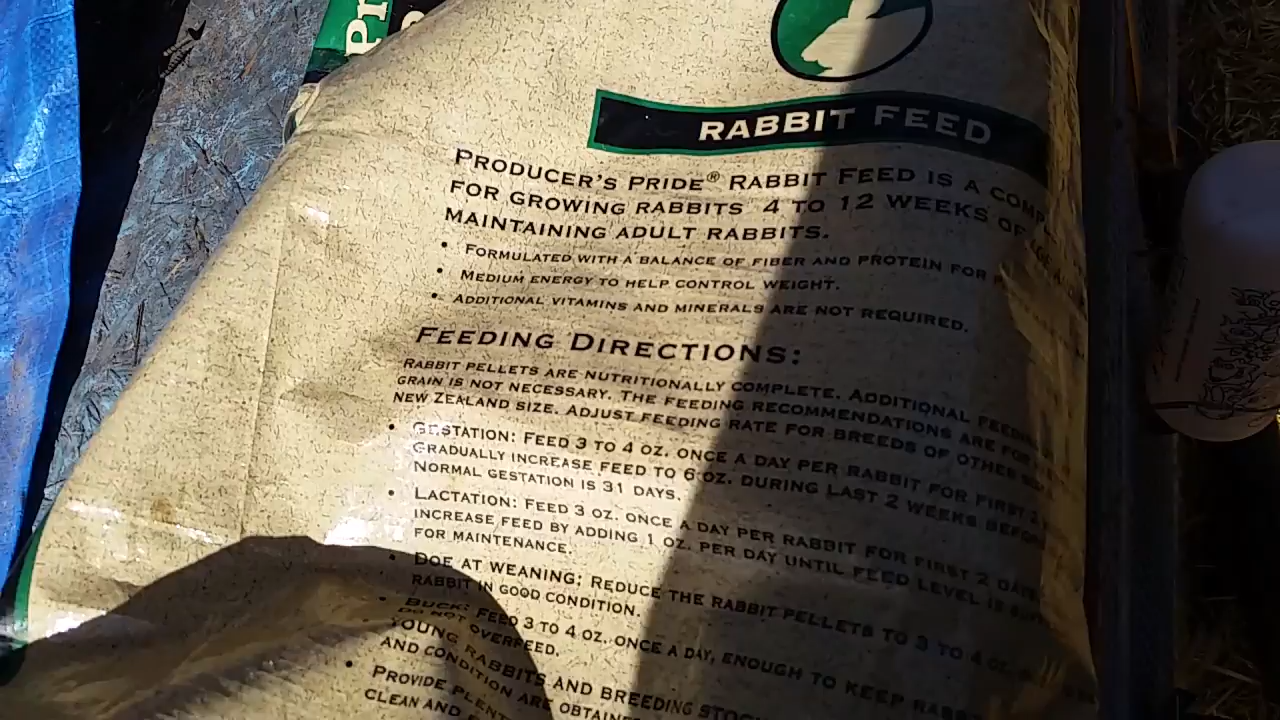 Pr
RABBIT FEED
PRODUCER'S PRIDE® RABBIT FEED IS A
FOR GROWING RABBITS 4 TO 12 WEEKS OF
MAINTAINING ADULT RABBITS.
• FORMULATED WITH A BALANCE OF FIBER AND PROTEIN FOR
• MEDIUM ENERGY TO HELP CONTROL WEIGHT.
• ADDITIONAL VITAMINS AND MINERALS ARE NOT REQUIRED.
FEEDING DIRECTIONS:
RABBIT PELLETS ARE NUTRITIONALLY COMPLETE. ADDITIONAL FEEDING
GRAIN IS NOT NECESSARY. THE FEEDING RECOMMENDATIONS ARE FOR
NEW ZEALAND SIZE. ADJUST FEEDING RATE FOR BREEDS OF OTHER
• GESTATION: FEED 3 TO 4 OZ. ONCE A DAY PER RABBIT FOR FIRST 2
GRADUALLY INCREASE FEED TO 6 OZ. DURING LAST 2 WEEKS BEFORE
NORMAL GESTATION IS 31 DAYS.
• LACTATION: FEED 3 OZ. ONCE A DAY PER RABBIT FOR FIRST 2 DAYS
INCREASE FEED BY ADDING 1 OZ. PER DAY UNTIL FEED LEVEL IS
FOR MAINTENANCE.
• DOE AT WEANING: REDUCE THE RABBIT PELLETS TO 3 TO 4 OZ.
RABBIT IN GOOD CONDITION.
• BUCK: FEED 3 TO 4 OZ. ONCE A DAY, ENOUGH TO KEEP
DO NOT OVERFEED.
YOUNG RABBITS AND BREEDING
AND CONDITION ARE
• PROVIDE
CLEAN AND